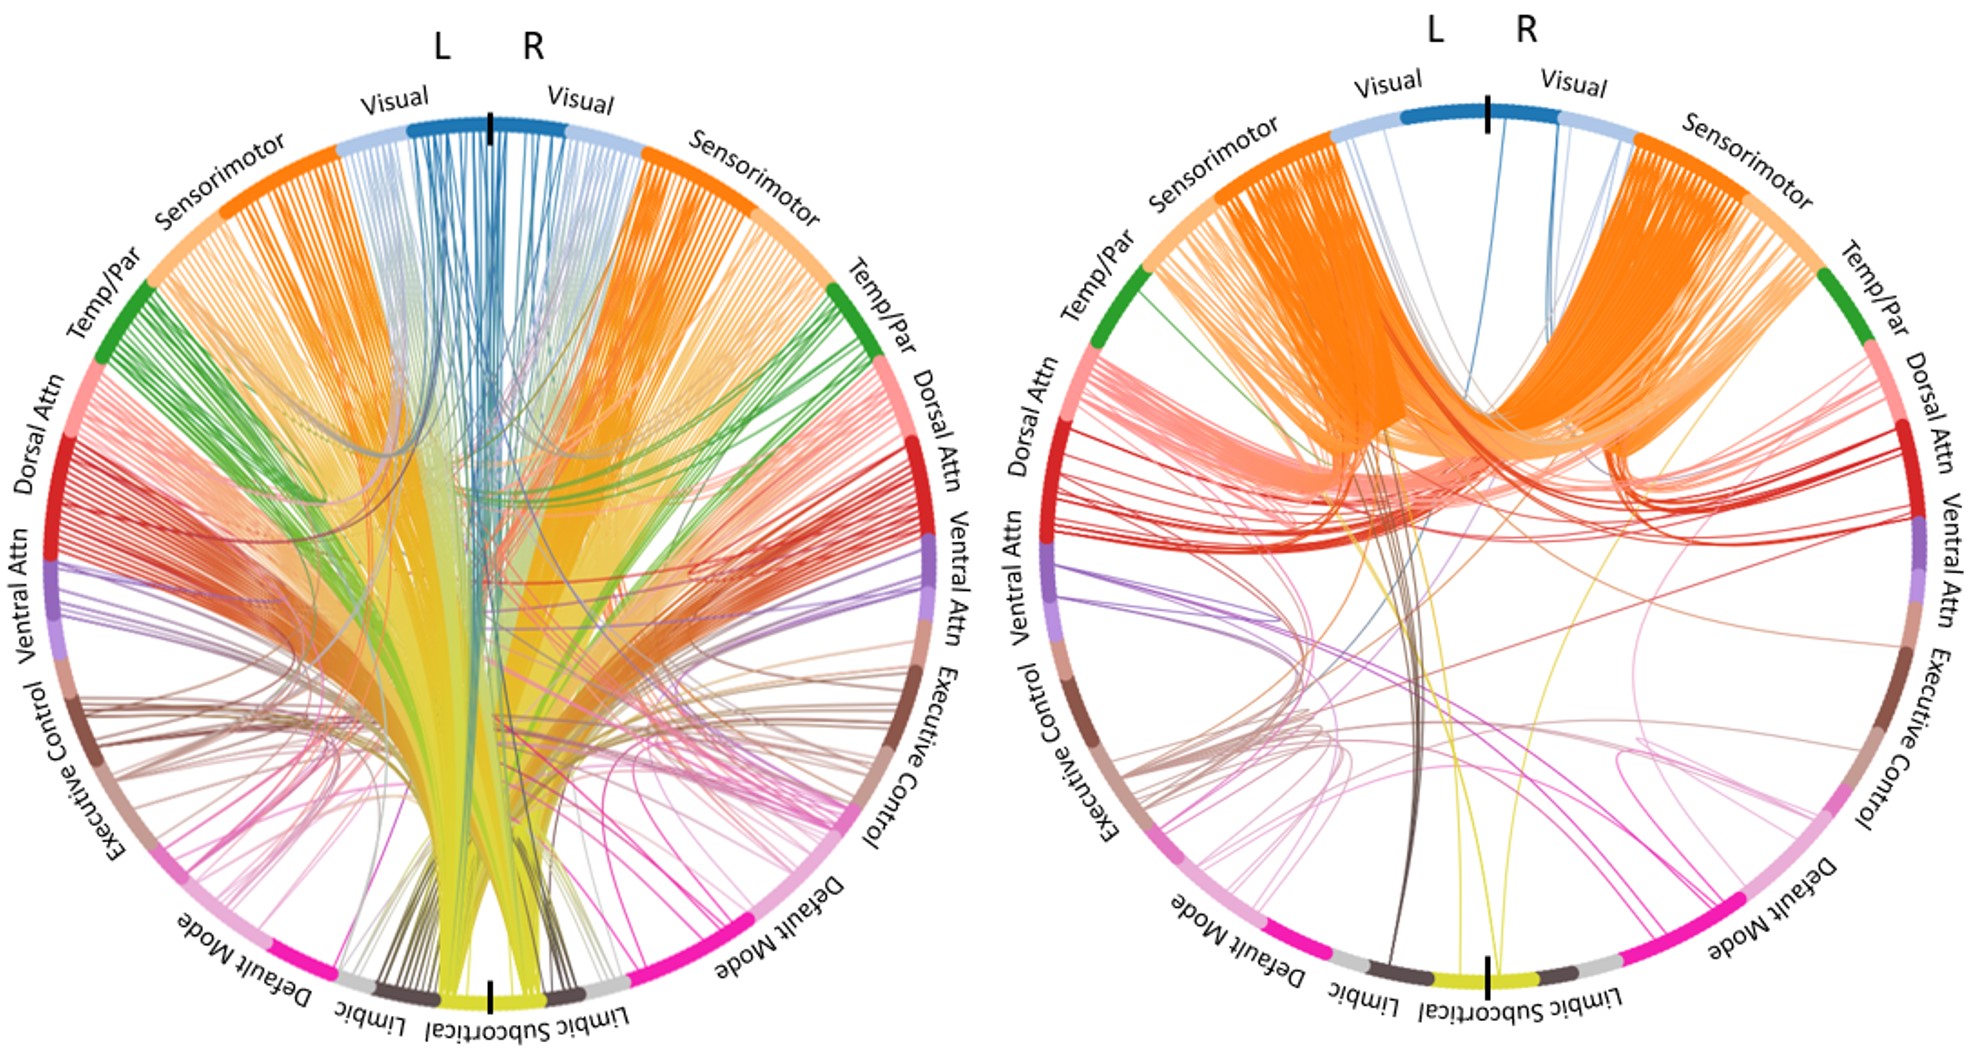 L R
Visual
Visual
Sensorimotor
Sensorimotor
Temp/Par
Temp/Par
Dorsal Attn
Dorsal Attn
Ventral Attn
Ventral Attn
Executive Control
Executive Control
Default Mode
Default Mode
Limbic
Subcortical
Limbic
L R
Visual
Visual
Sensorimotor
Sensorimotor
Temp/Par
Temp/Par
Dorsal Attn
Dorsal Attn
Ventral Attn
Ventral Attn
Executive Control
Executive Control
Default Mode
Default Mode
Limbic
Subcortical
Limbic